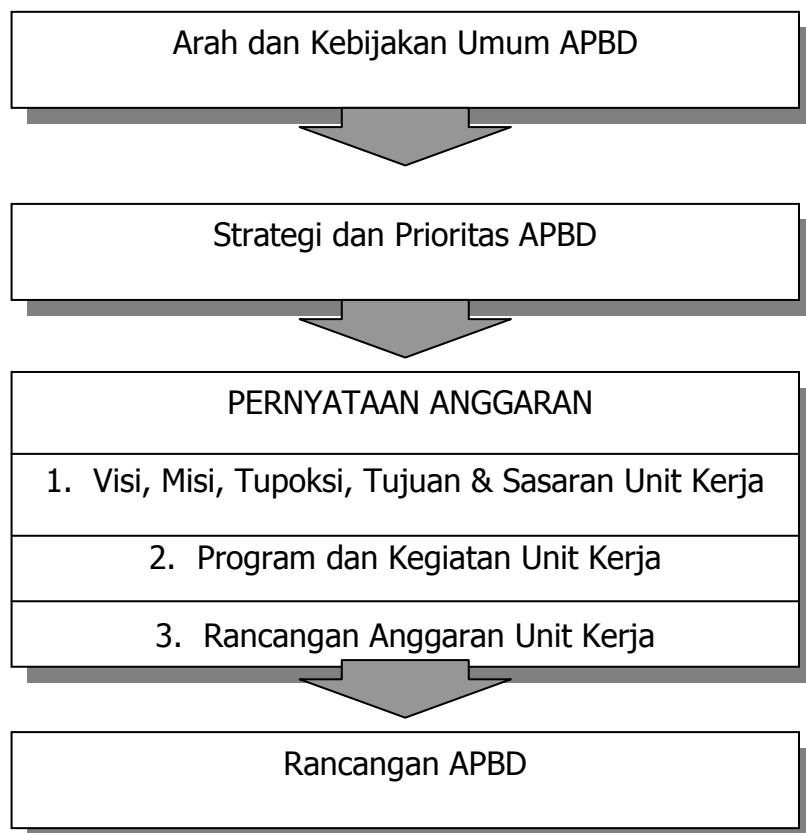 Arah dan Kebijakan Umum APBD
Strategi dan Prioritas APBD
PERNYATAAN ANGGARAN
1. Visi, Misi, Tupoksi, Tujuan & Sasaran Unit Kerja
2. Program dan Kegiatan Unit Kerja
3. Rancangan Anggaran Unit Kerja
Rancangan APBD